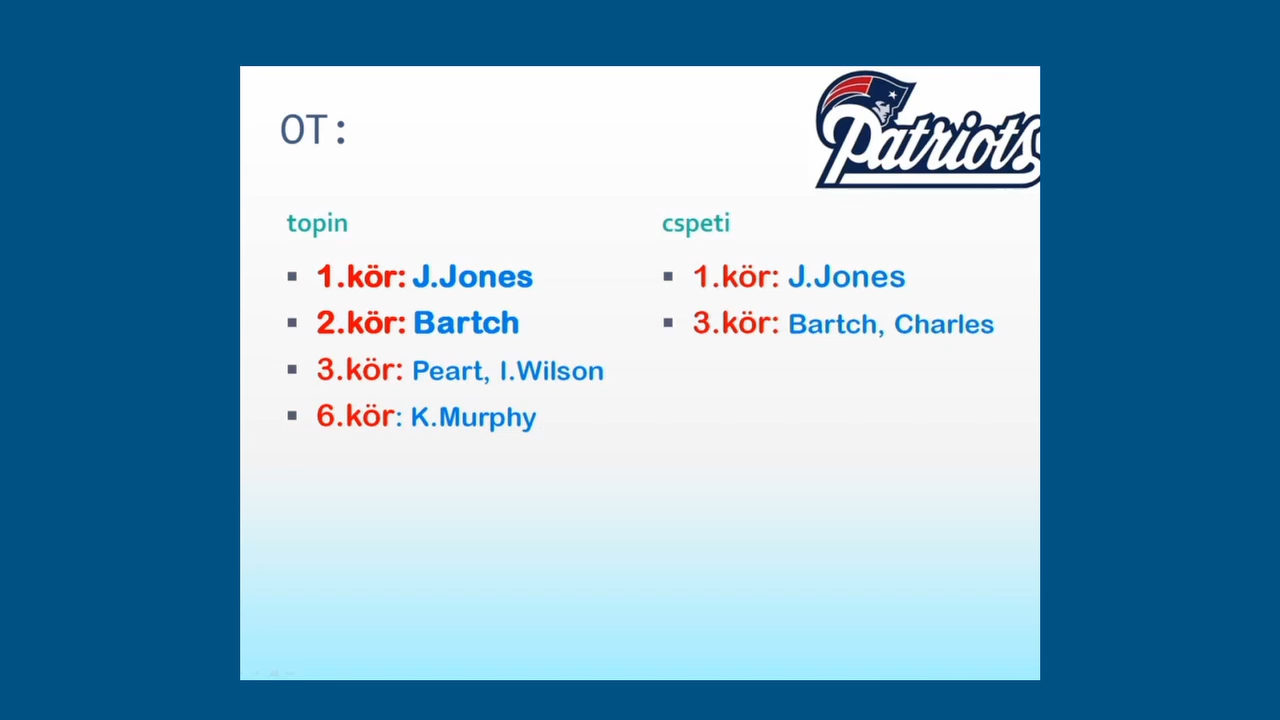 OT:
Patriots
topin
1.kör: J.Jones
2.kör: Bartch
3.kör: Peart, I.Wilson
6.kör: K.Murphy
cspeti
1.kör: J.Jones
3.kör: Bartch, Charles